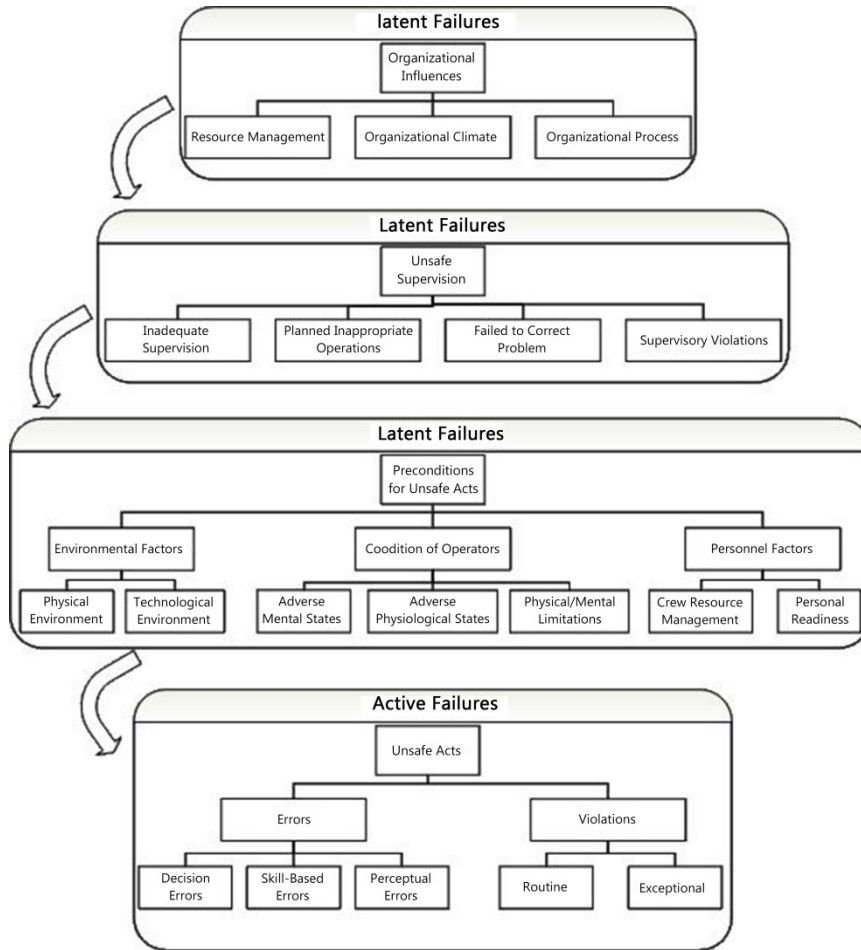 latent Failures
Organizational
Influences
Resource Management
Organizational Climate
Organizational Process
Latent Failures
Unsafe
Supervision
Inadequate
Supervision
Planned Inappropriate
Operations
Failed to Correct
Problem
Supervisory Violations
Latent Failures
Preconditions
for Unsafe Acts
Environmental Factors
Coodition of Operators
Personnel Factors
Physical
Environment
Technological
Environment
Adverse
Mental States
Adverse
Physiological States
Physical/Mental
Limitations
Crew Resource
Management
Personal
Readiness
Active Failures
Unsafe Acts
Errors
Violations
Decision
Errors
Skill-Based
Errors
Perceptual
Errors
Routine
Exceptional